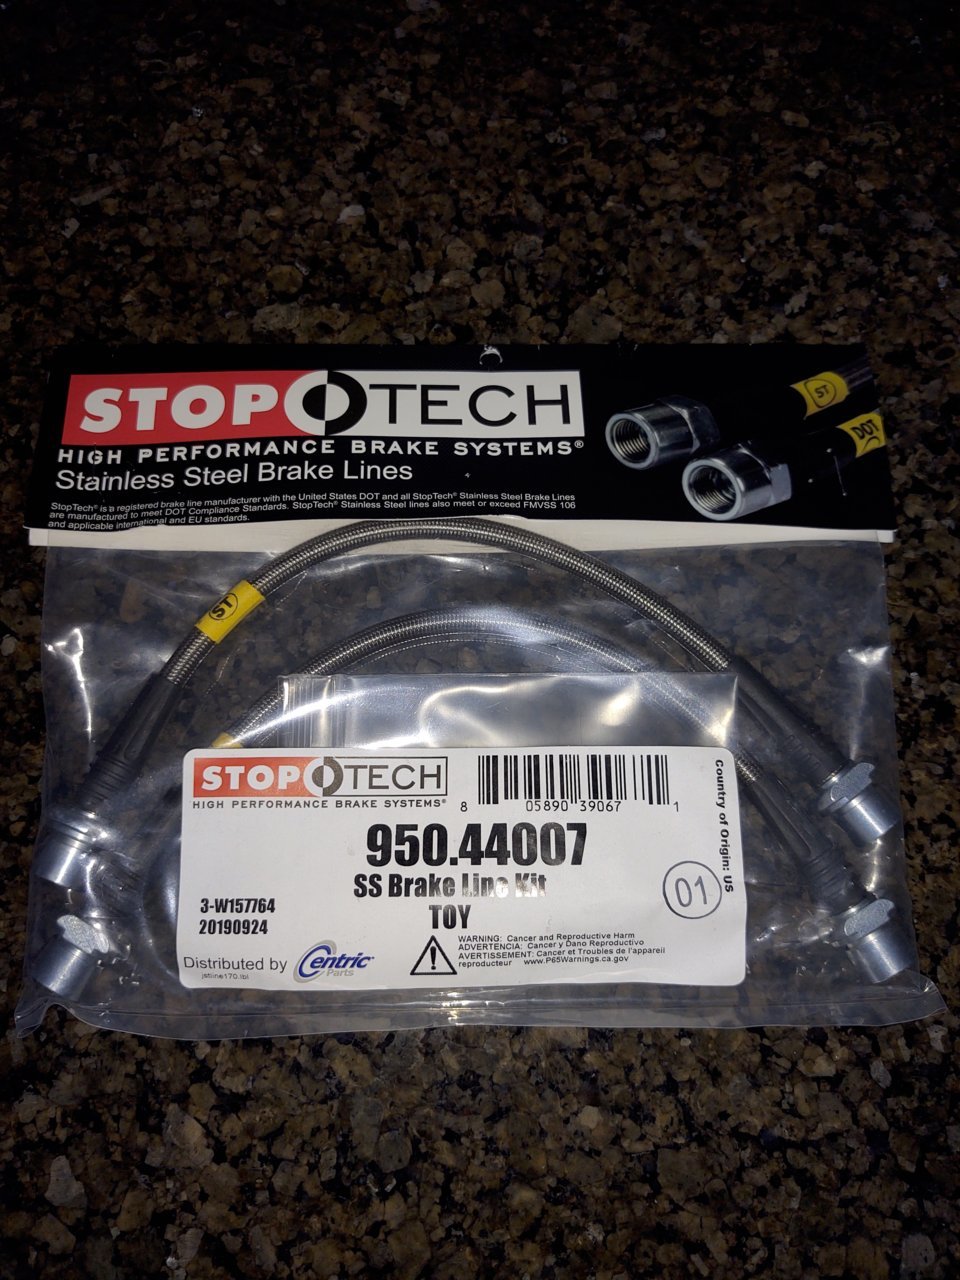 STOPTECH
HIGH PERFORMANCE BRAKE SYSTEMS®
Stainless Steel Brake Lines
StopTech® is a registered brake line manufacturer with the United States DOT and all StopTech® Stainless Steel Brake Lines
are manufactured to meet DOT Compliance Standards. StopTech® Stainless Steel lines also meet or exceed FMVSS 106
and applicable international and EU standards.
ST
DOT
ST
STOPTECH
HIGH PERFORMANCE BRAKE SYSTEMS®
8 05890 39067 1
Country of Origin: US
950.44007
SS Brake Line Kit
TOY
01
3-W157764
20190924
Distributed by Centric Parts
jstline170.lbl
WARNING: Cancer and Reproductive Harm
ADVERTENCIA: Cancer y Dano Reproductivo
AVERTISSEMENT: Cancer et Troubles de l'appareil
reproducteur www.P65Warnings.ca.gov